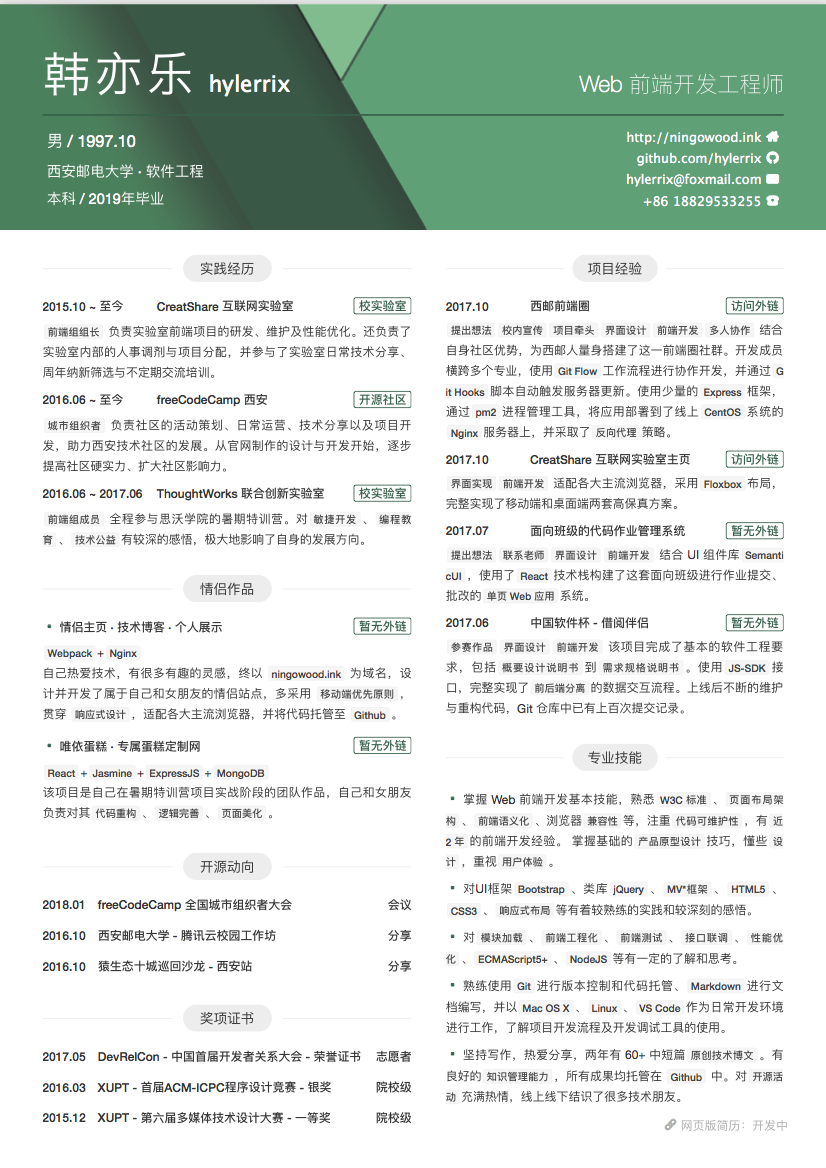 韩亦乐 hylerrix
Web 前端开发工程师
男 / 1997.10
西安邮电大学 · 软件工程
本科 / 2019年毕业
http://ningowood.ink
github.com/hylerrix
hylerrix@foxmail.com
+86 18829533255
实践经历
2015.10 ~ 至今 CreatShare 互联网实验室 校实验室
前端组组长 负责实验室前端项目的研发、维护及性能优化。还负责了
实验室内部的人事调剂与项目分配，并参与了实验室日常技术分享、
周年纳新筛选与不定期交流培训。
2016.06 ~ 至今 freeCodeCamp 西安 开源社区
城市组织者 负责社区的活动策划、日常运营、技术分享以及项目开
发，助力西安技术社区的发展。从官网制作的设计与开发开始，逐步
提高社区硬实力、扩大社区影响力。
2016.06 ~ 2017.06 ThoughtWorks 联合创新实验室 校实验室
前端组成员 全程参与思沃学院的暑期特训营。对 敏捷开发 、 编程教
育 、 技术公益 有较深的感悟，极大地影响了自身的发展方向。
情侣作品
▪ 情侣主页 · 技术博客 · 个人展示 暂无外链
Webpack + Nginx
自己热爱技术，有很多有趣的灵感，终以 ningowood.ink 为域名，设
计并开发了属于自己和女朋友的情侣站点，多采用 移动端优先原则 ，
贯穿 响应式设计 ，适配各大主流浏览器，并将代码托管至 Github 。
▪ 唯依蛋糕 · 专属蛋糕定制网 暂无外链
React + Jasmine + ExpressJS + MongoDB
该项目是自己在暑期特训营项目实战阶段的团队作品，自己和女朋友
负责对其 代码重构 、 逻辑完善 、 页面美化 。
开源动向
2018.01 freeCodeCamp 全国城市组织者大会 会议
2016.10 西安邮电大学 - 腾讯云校园工作坊 分享
2016.10 猿生态十城巡回沙龙 - 西安站 分享
奖项证书
2017.05 DevRelCon - 中国首届开发者关系大会 - 荣誉证书 志愿者
2016.03 XUPT - 首届ACM-ICPC程序设计竞赛 - 银奖 院校级
2015.12 XUPT - 第六届多媒体技术设计大赛 - 一等奖 院校级
项目经验
2017.10 西邮前端圈 访问外链
提出想法 校内宣传 项目牵头 界面设计 前端开发 多人协作 结合
自身社区优势，为西邮人量身搭建了这一前端圈社群。开发成员
横跨多个专业，使用 Git Flow 工作流程进行协作开发，并通过 G
it Hooks 脚本自动触发服务器更新。使用少量的 Express 框架，
通过 pm2 进程管理工具，将应用部署到了线上 CentOS 系统的
Nginx 服务器上，并采取了 反向代理 策略。
2017.10 CreatShare 互联网实验室主页 访问外链
界面实现 前端开发 适配各大主流浏览器，采用 Floxbox 布局，
完整实现了移动端和桌面端两套高保真方案。
2017.07 面向班级的代码作业管理系统 暂无外链
提出想法 联系老师 界面设计 前端开发 结合 UI 组件库 Semanti
cUI ，使用了 React 技术栈构建了这套面向班级进行作业提交、
批改的 单页 Web 应用 系统。
2017.06 中国软件杯 - 借阅伴侣 暂无外链
参赛作品 界面设计 前端开发 该项目完成了基本的软件工程要
求，包括 概要设计说明书 到 需求规格说明书 。使用 JS-SDK 接
口，完整实现了 前后端分离 的数据交互流程。上线后不断的维护
与重构代码，Git 仓库中已有上百次提交记录。
专业技能
▪ 掌握 Web 前端开发基本技能，熟悉 W3C 标准 、 页面布局架
构 、 前端语义化 、浏览器 兼容性 等，注重 代码可维护性 ，有 近
2 年 的前端开发经验。 掌握基础的 产品原型设计 技巧，懂些 设
计 ，重视 用户体验 。
▪ 对UI框架 Bootstrap 、类库 jQuery 、 MV*框架 、 HTML5 、
CSS3 、 响应式布局 等有着较熟练的实践和较深刻的感悟。
▪ 对 模块加载 、 前端工程化 、 前端测试 、 接口联调 、 性能优
化 、 ECMAScript5+ 、 NodeJS 等有一定的了解和思考。
▪ 熟练使用 Git 进行版本控制和代码托管、 Markdown 进行文
档编写，并以 Mac OS X 、 Linux 、 VS Code 作为日常开发环境
进行工作，了解项目开发流程及开发调试工具的使用。
▪ 坚持写作，热爱分享，两年有 60+ 中短篇 原创技术博文 。有
良好的 知识管理能力 ，所有成果均托管在 Github 中。对 开源活
动 充满热情，线上线下结识了很多技术朋友。
网页版简历：开发中